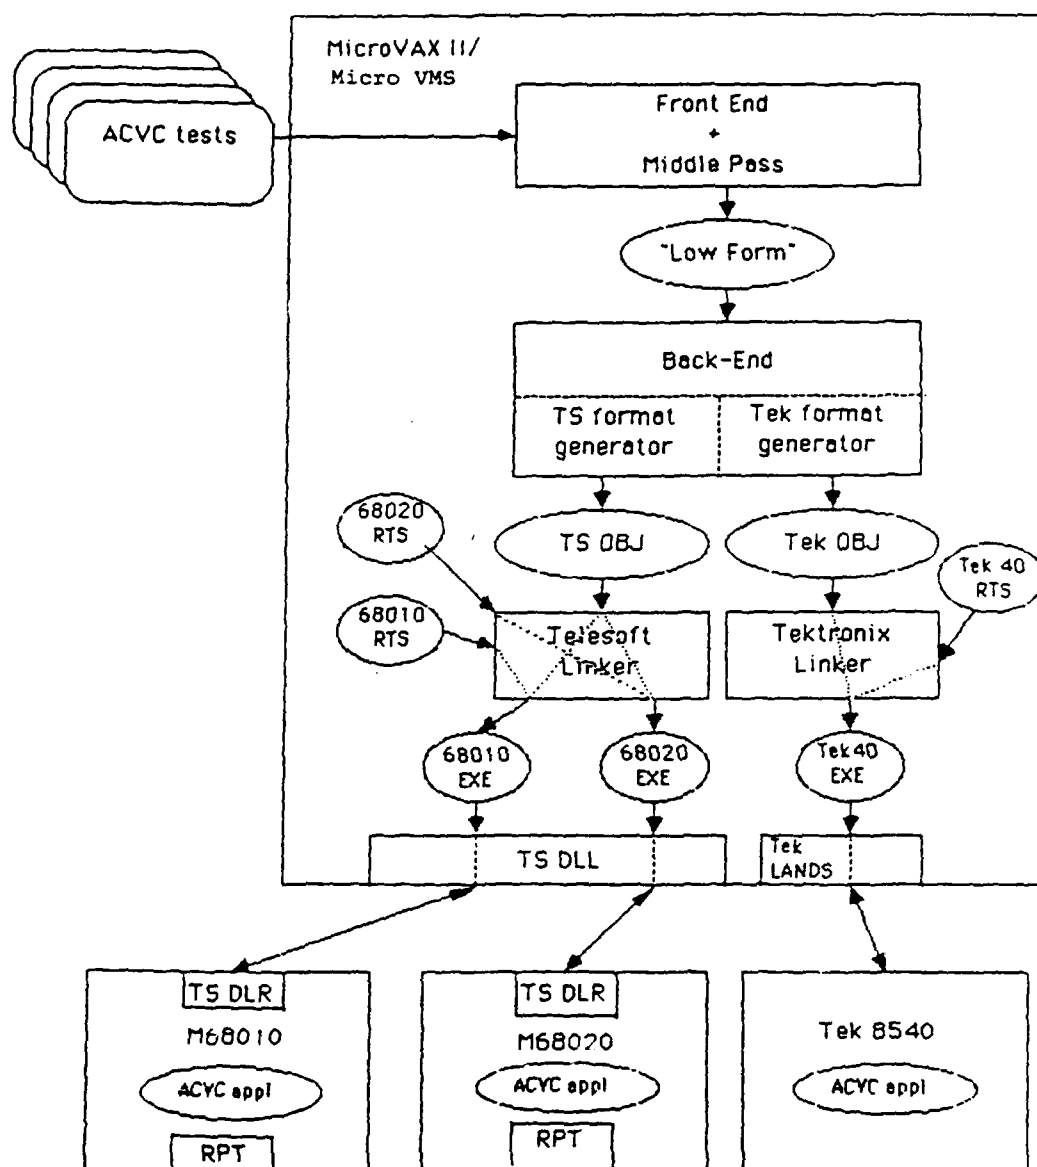 MicroVAX II/
Micro VMS
ACVC tests
Front End
+
Middle Pass
"Low Form"
Back-End
TS format
generator
Tek format
generator
68020
RTS
TS OBJ
Tek OBJ
Tek 40
RTS
68010
RTS
Telesoft
Linker
Tektronix
Linker
68010
EXE
68020
EXE
Tek40
EXE
TS DLL
Tek
LANDS
TS DLR
M68010
ACVC appl
RPT
TS DLR
M68020
ACVC appl
RPT
Tek 8540
ACVC appl